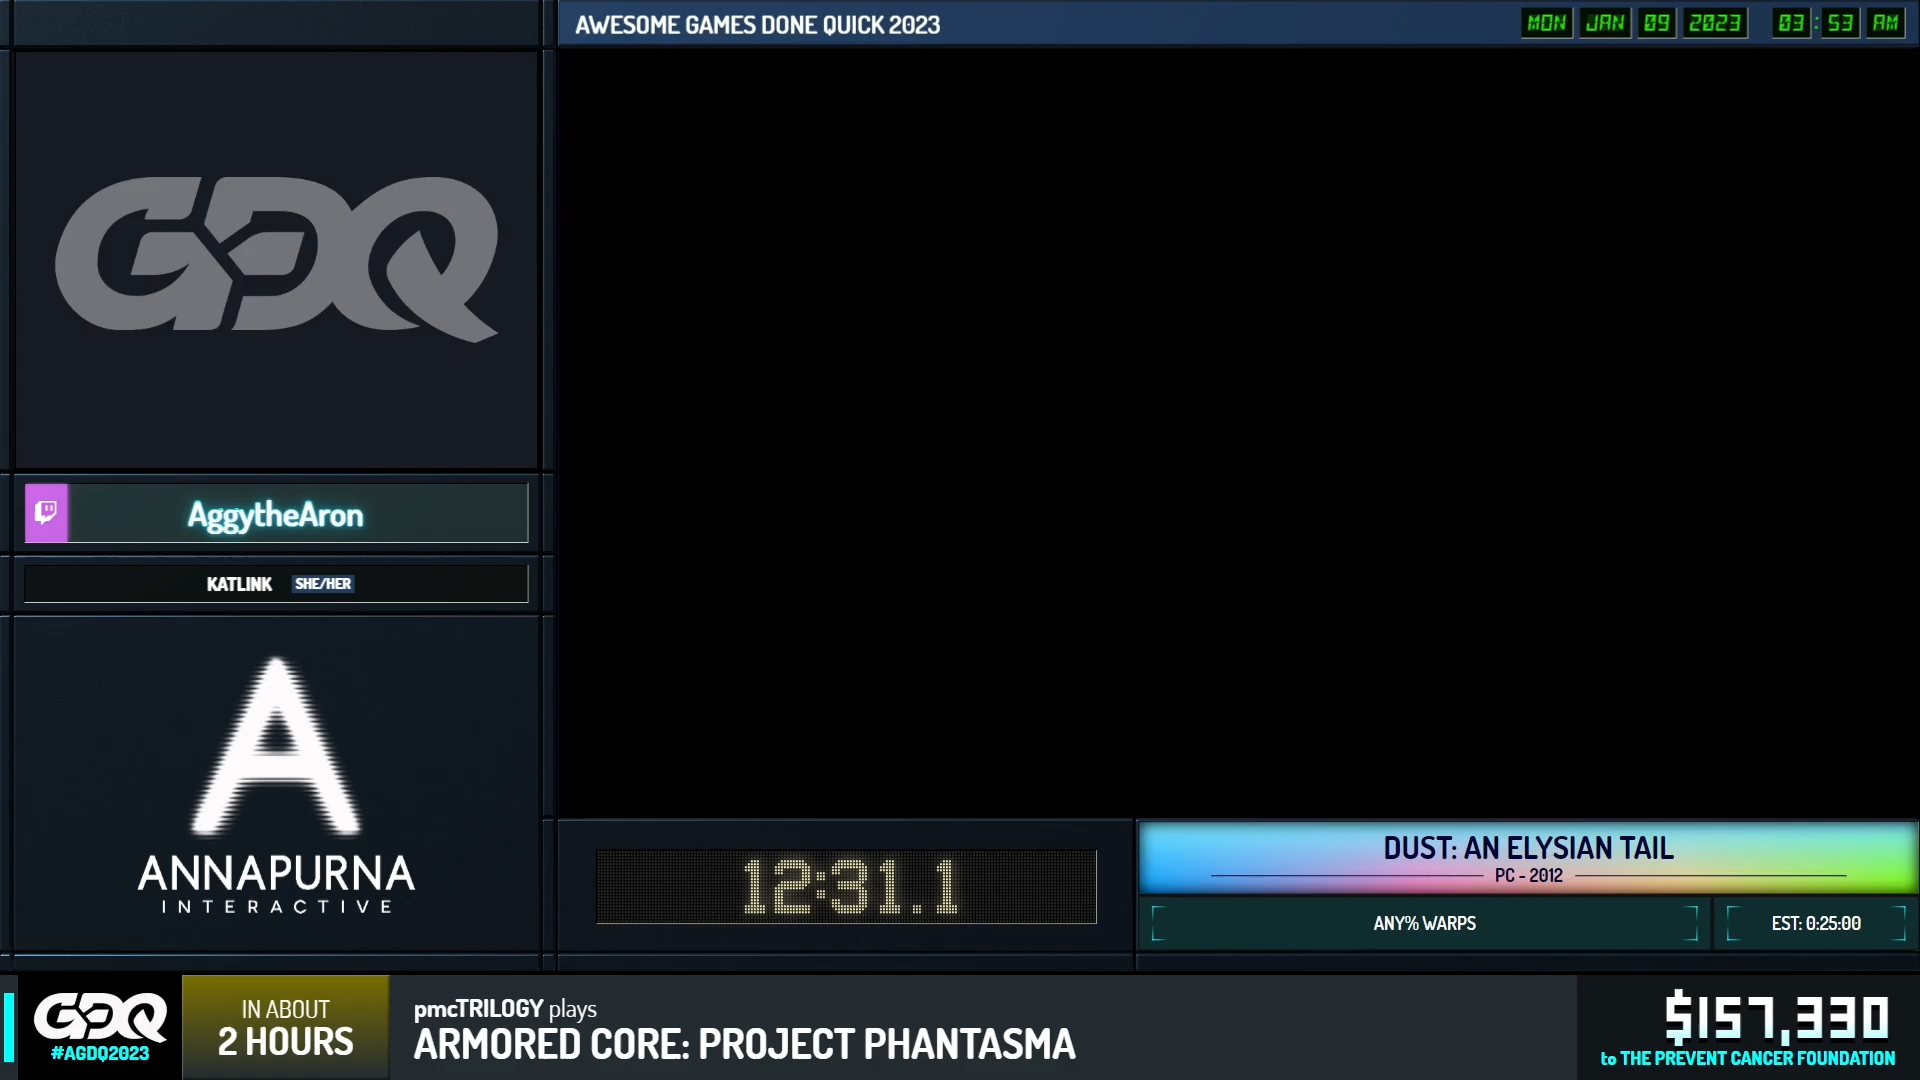 AWESOME GAMES DONE QUICK 2023
MON JAN 09 2023 03:53 AM
GDQ
AggytheAron
KATLINK SHE/HER
A
ANNAPURNA
INTERACTIVE
12:31.1
DUST: AN ELYSIAN TAIL
PC - 2012
ANY% WARPS
EST: 0:25:00
GDQ
#AGDQ2023
IN ABOUT
2 HOURS
pmcTRILOGY plays
ARMORED CORE: PROJECT PHANTASMA
$157,330
to THE PREVENT CANCER FOUNDATION